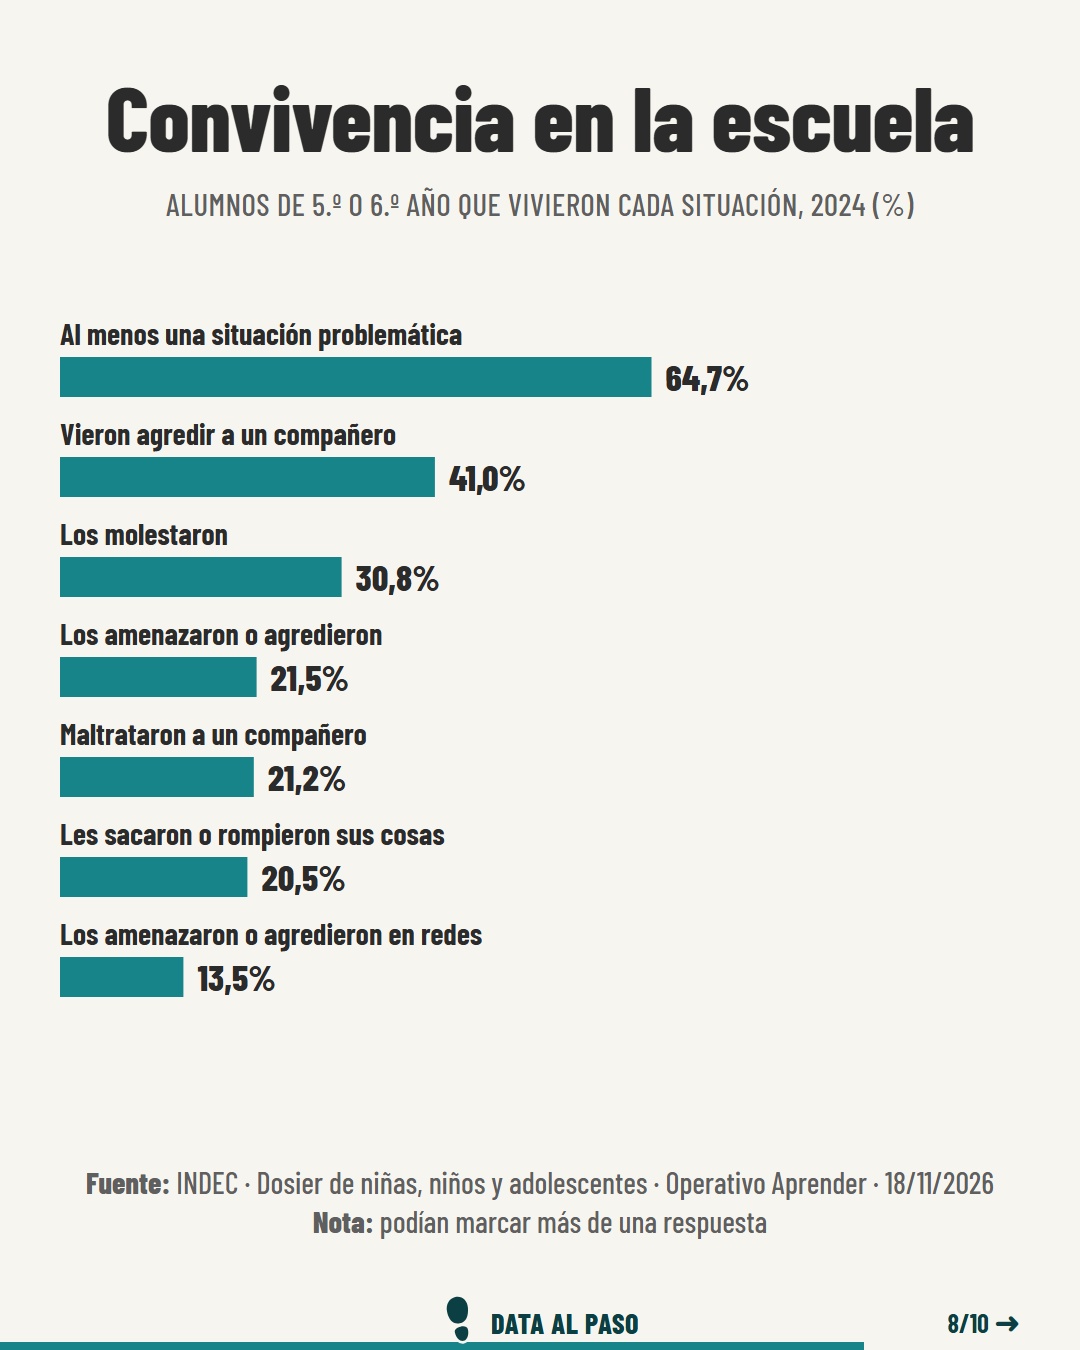 Convivencia en la escuela
ALUMNOS DE 5.º O 6.º AÑO QUE VIVIERON CADA SITUACIÓN, 2024 (%)
Al menos una situación problemática
64,7%
Vieron agredir a un compañero
41,0%
Los molestaron
30,8%
Los amenazaron o agredieron
21,5%
Maltrataron a un compañero
21,2%
Les sacaron o rompieron sus cosas
20,5%
Los amenazaron o agredieron en redes
13,5%
Fuente: INDEC · Dosier de niñas, niños y adolescentes · Operativo Aprender · 18/11/2026
Nota: podían marcar más de una respuesta
DATA AL PASO
8/10 →